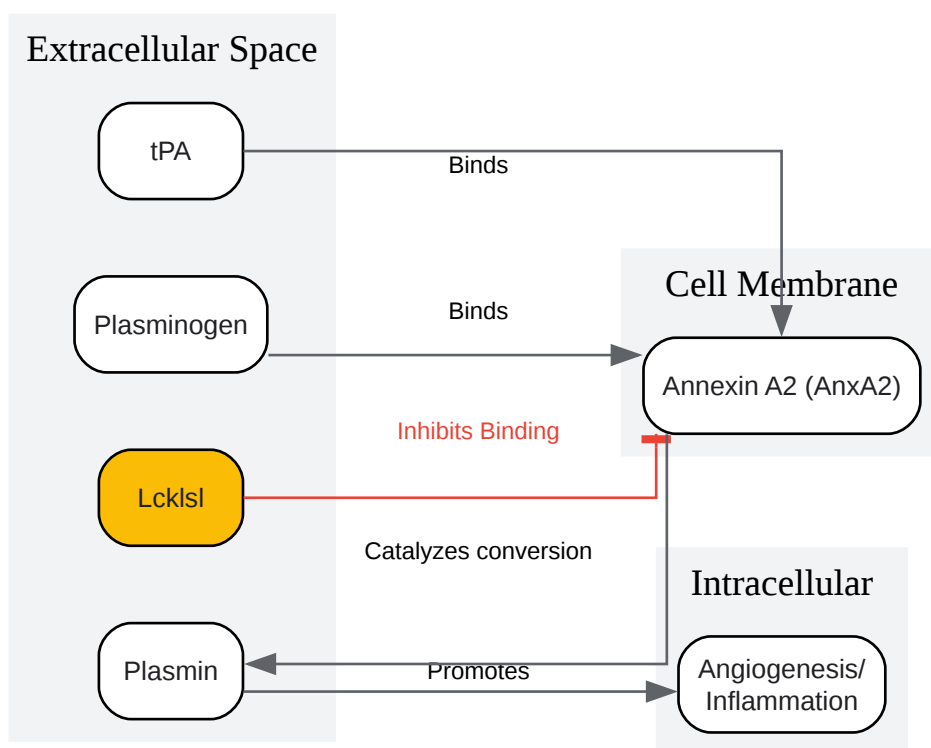 Extracellular Space
tPA
Binds
Cell Membrane
Plasminogen
Binds
Annexin A2 (AnxA2)
Inhibits Binding
Lcklsl
Catalyzes conversion
Intracellular
Plasmin
Promotes
Angiogenesis/
Inflammation